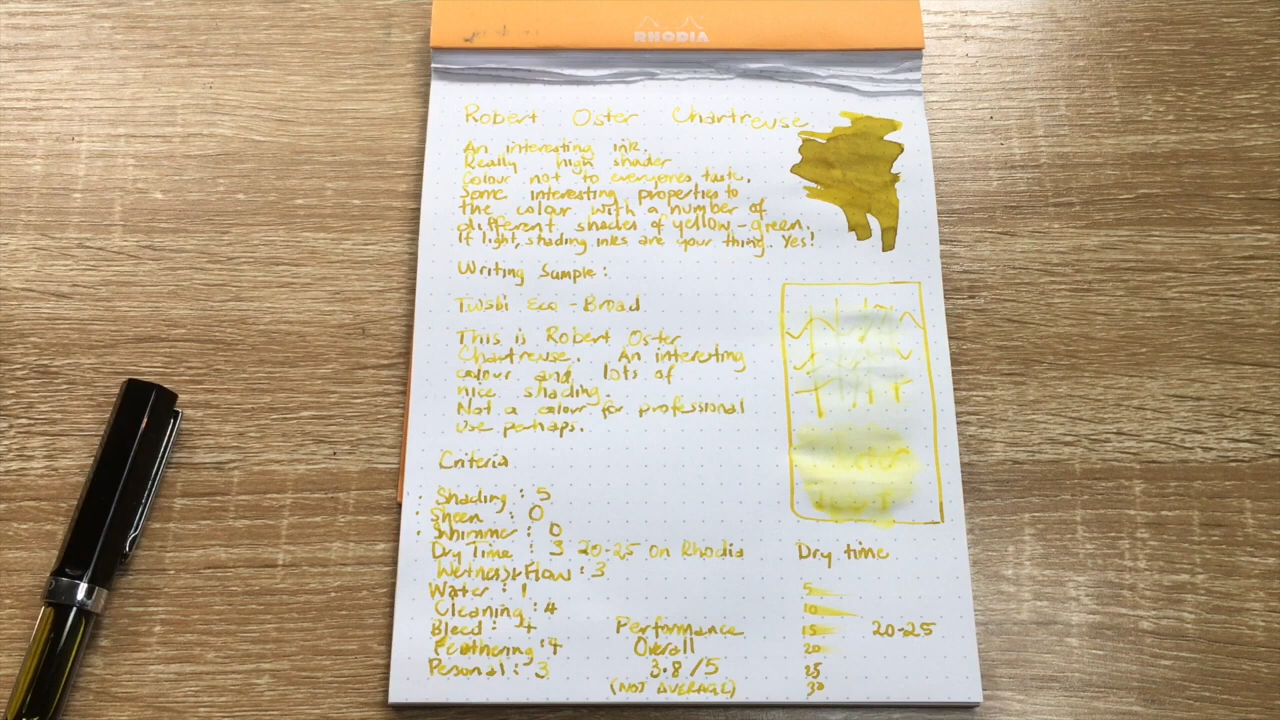 RHODIA
Robert Oster Chartreuse
An interesting ink.
Really high shader
Colour not to everyones taste.
Some interesting properties to
the colour with a number of
different shades of yellow-green.
If light, shading inks are your thing. Yes!
Writing Sample:
Twsbi Eco - Broad
This is Robert Oster
Chartreuse. An interesting
colour and lots of
nice shading.
Not a colour for professional
use perhaps.
Criteria
Shading: 5
Sheen: 0
Shimmer: 0
Dry Time: 3 20-25 on Rhodia
Wetness+Flow: 3
Water: 1
Cleaning: 4
Bleed: 4
Feathering: 4
Personal: 3
Performance
Overall
3.8/5
(NOT AVERAGE)
Dry time
5
10
15 20-25
20
25
30